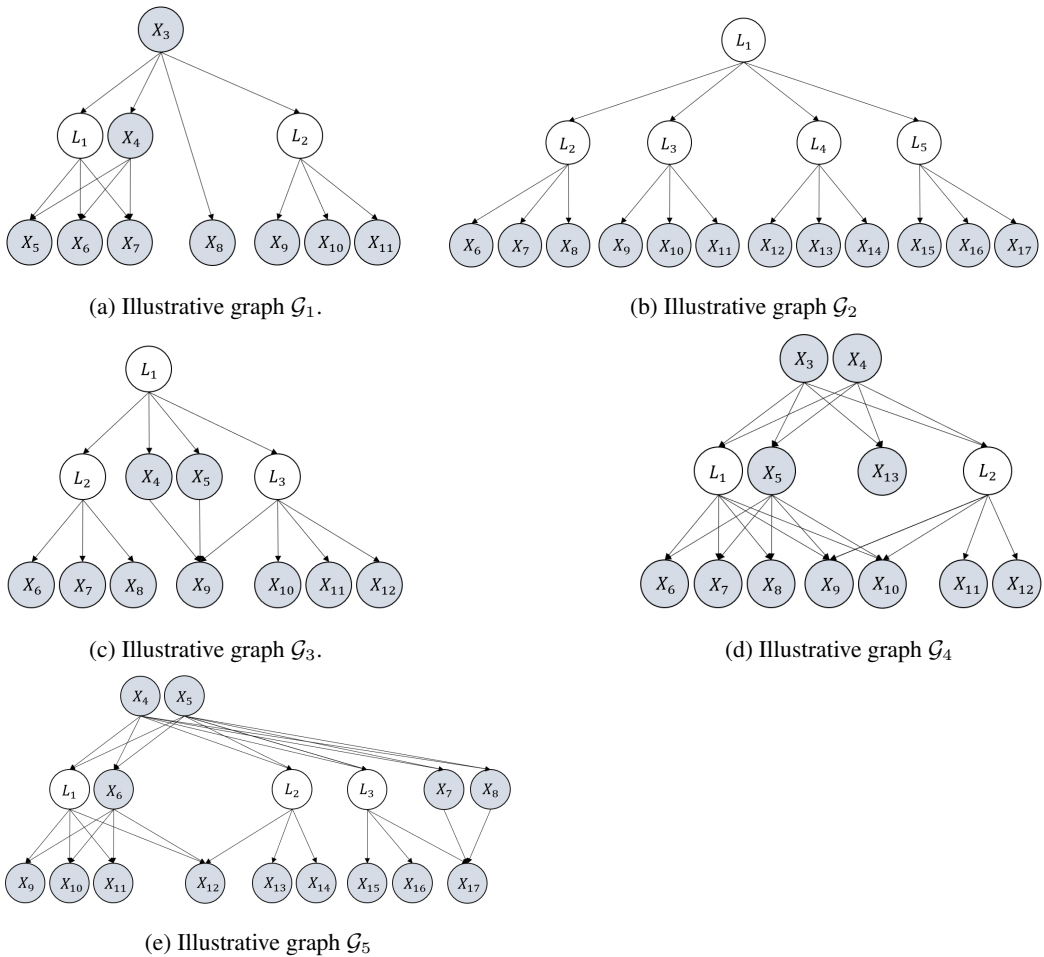 X₃
L₁ X₄ L₂
X₅ X₆ X₇ X₈ X₉ X₁₀ X₁₁
(a) Illustrative graph 𝒢₁.
L₁
L₂ L₃ L₄ L₅
X₆ X₇ X₈ X₉ X₁₀ X₁₁ X₁₂ X₁₃ X₁₄ X₁₅ X₁₆ X₁₇
(b) Illustrative graph 𝒢₂
L₁
L₂ X₄ X₅ L₃
X₆ X₇ X₈ X₉ X₁₀ X₁₁ X₁₂
(c) Illustrative graph 𝒢₃.
X₃ X₄
L₁ X₅ X₁₃ L₂
X₆ X₇ X₈ X₉ X₁₀ X₁₁ X₁₂
(d) Illustrative graph 𝒢₄
X₄ X₅
L₁ X₆ L₂ L₃ X₇ X₈
X₉ X₁₀ X₁₁ X₁₂ X₁₃ X₁₄ X₁₅ X₁₆ X₁₇
(e) Illustrative graph 𝒢₅